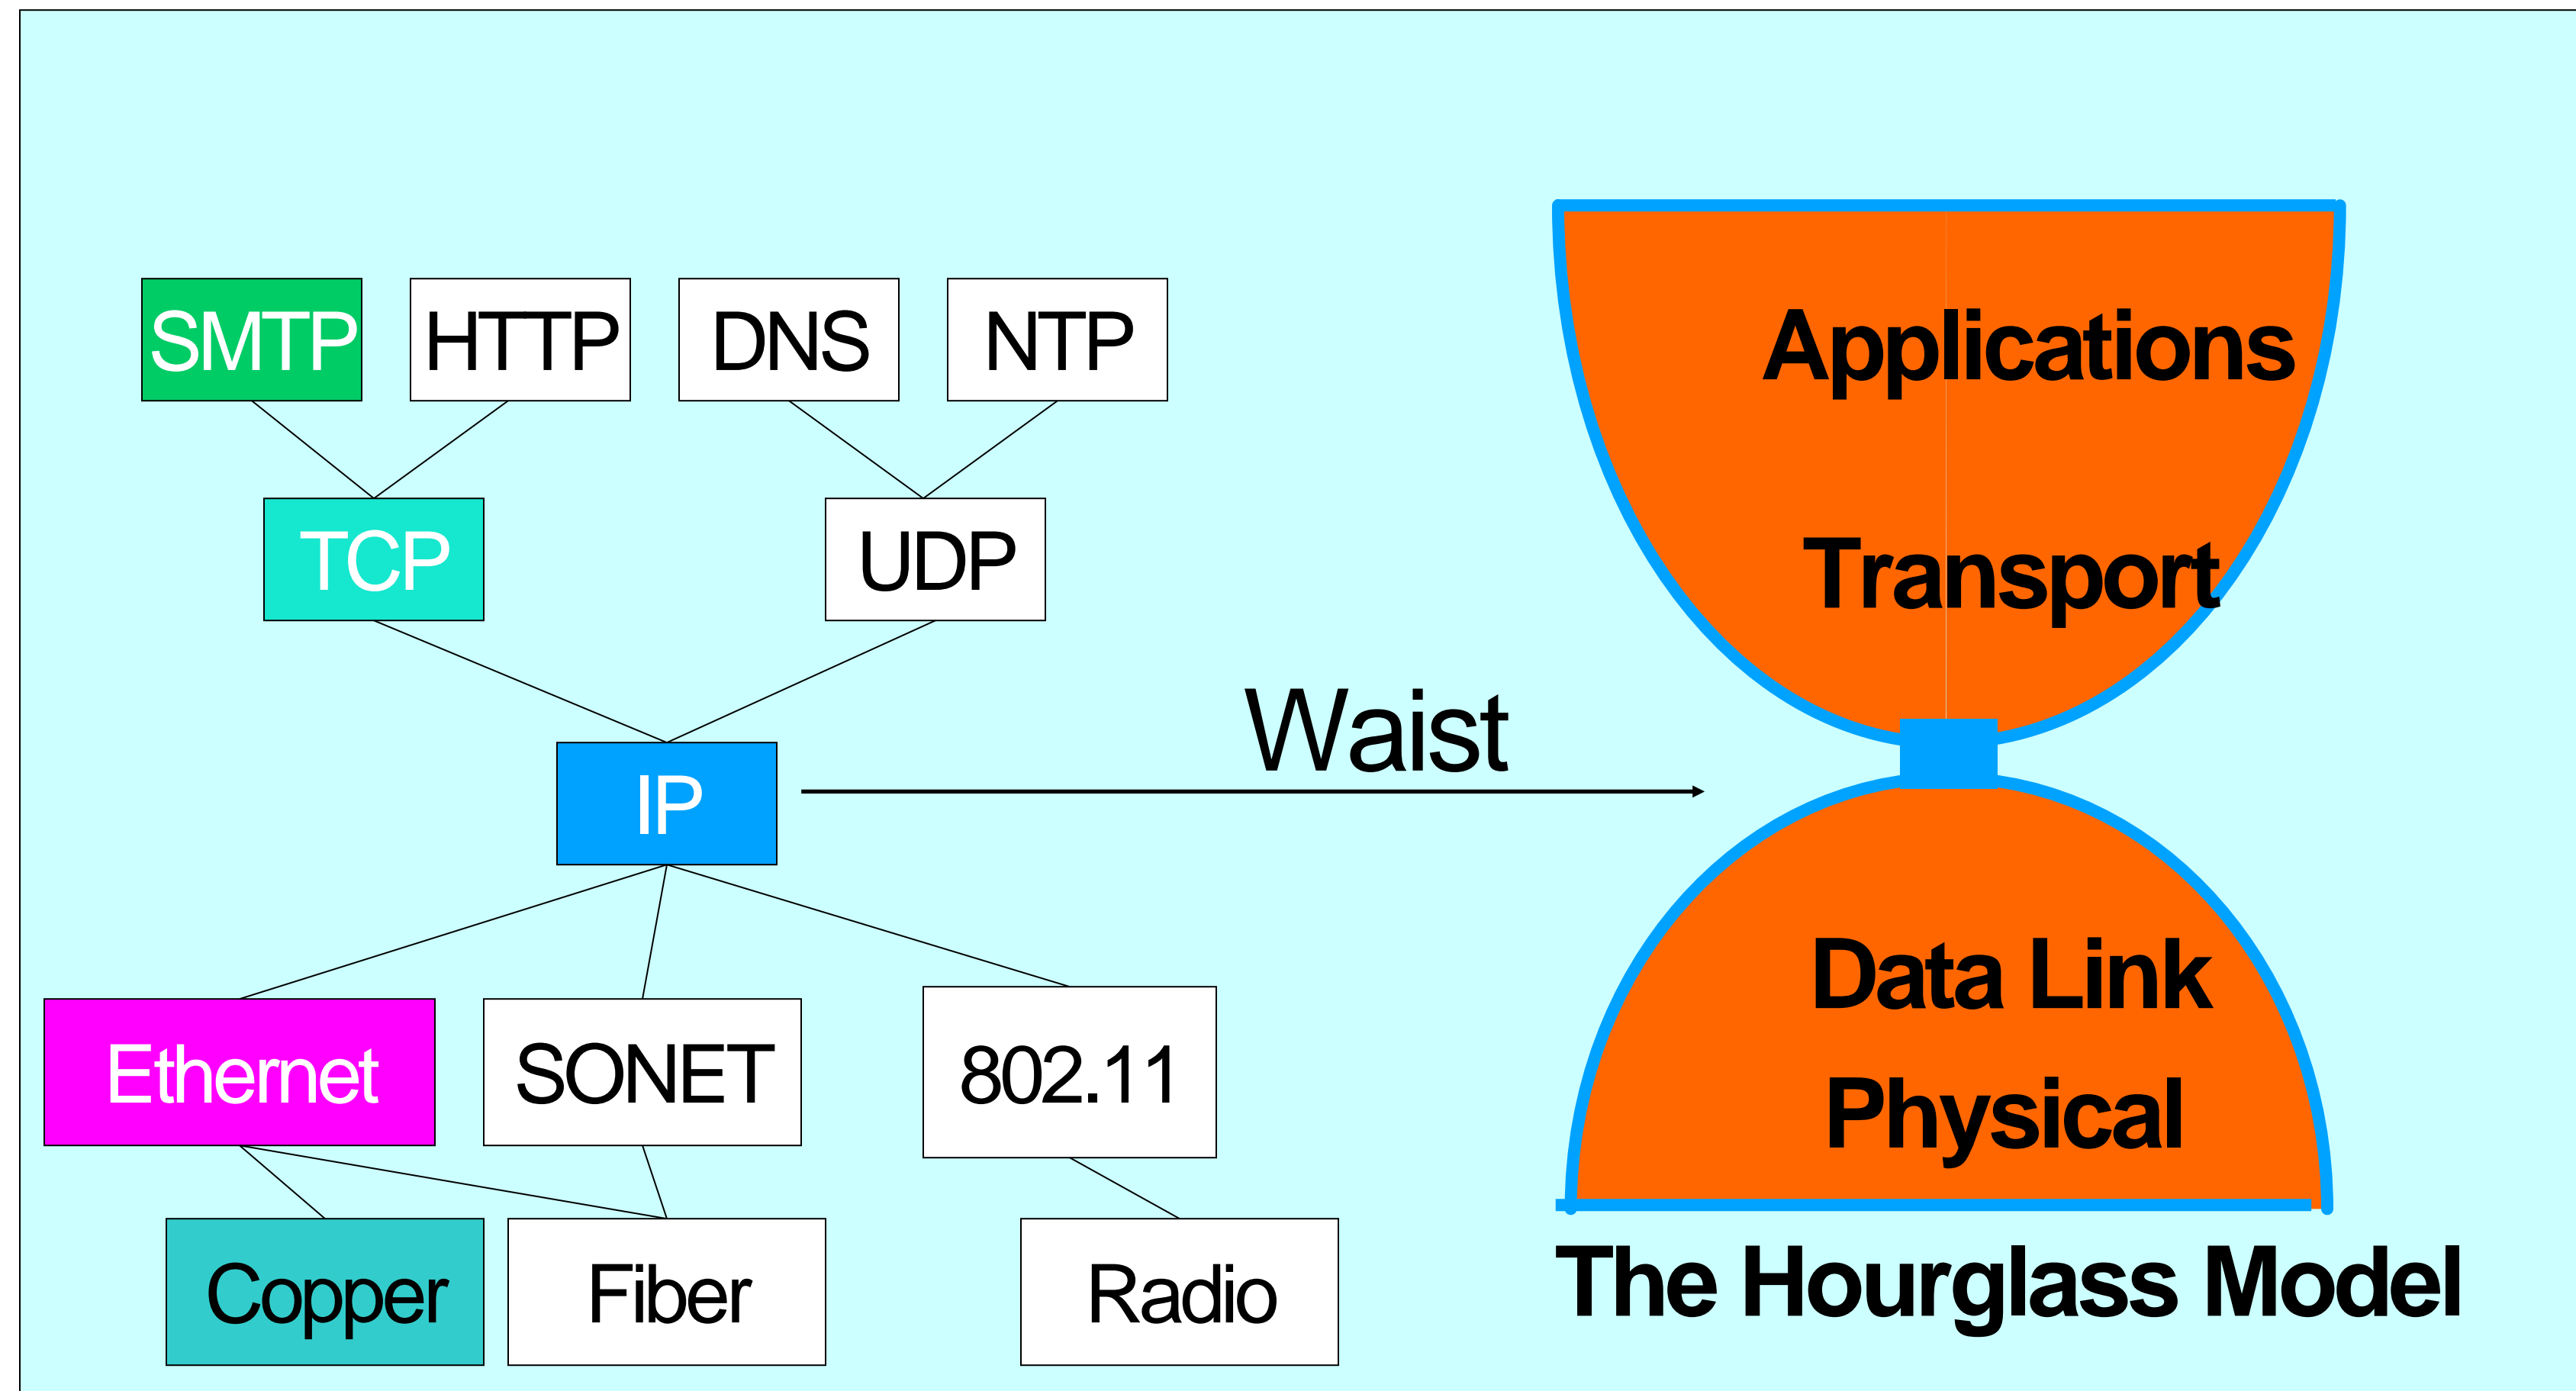 SMTP HTTP DNS NTP
TCP UDP
IP
Ethernet SONET 802.11
Copper Fiber Radio
Waist
Applications
Transport
Data Link
Physical
The Hourglass Model